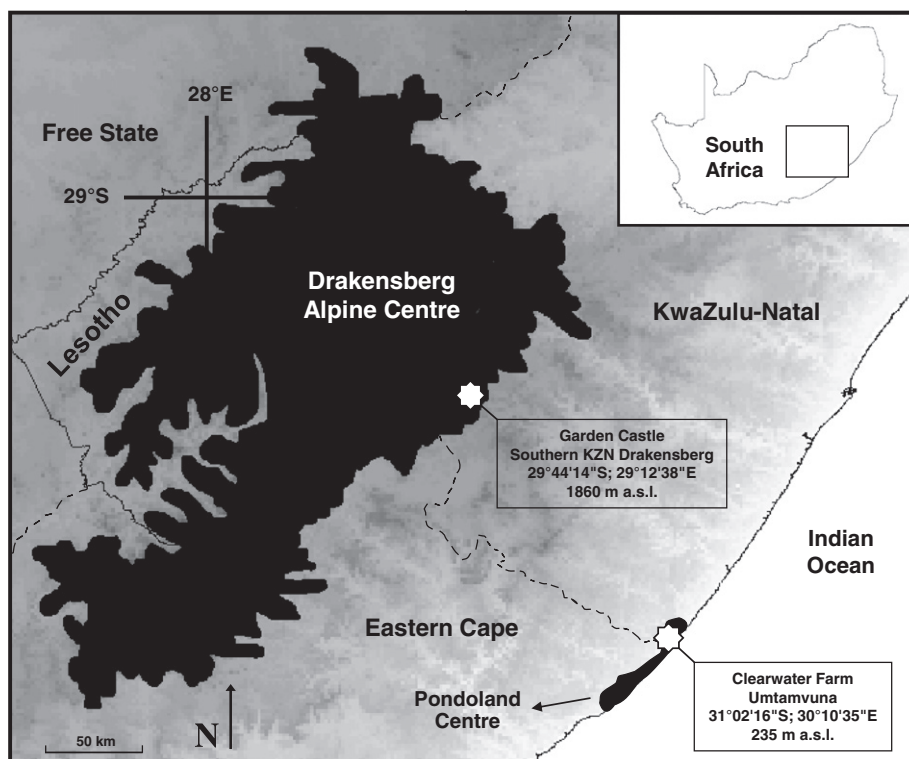 28°E
Free State
29°S
South
Africa
Drakensberg
Alpine Centre
Lesotho
KwaZulu-Natal
Garden Castle
Southern KZN Drakensberg
29°44'14"S; 29°12'38"E
1860 m a.s.l.
Indian
Ocean
Eastern Cape
Pondoland
Centre
Clearwater Farm
Umtamvuna
31°02'16"S; 30°10'35"E
235 m a.s.l.
50 km
N